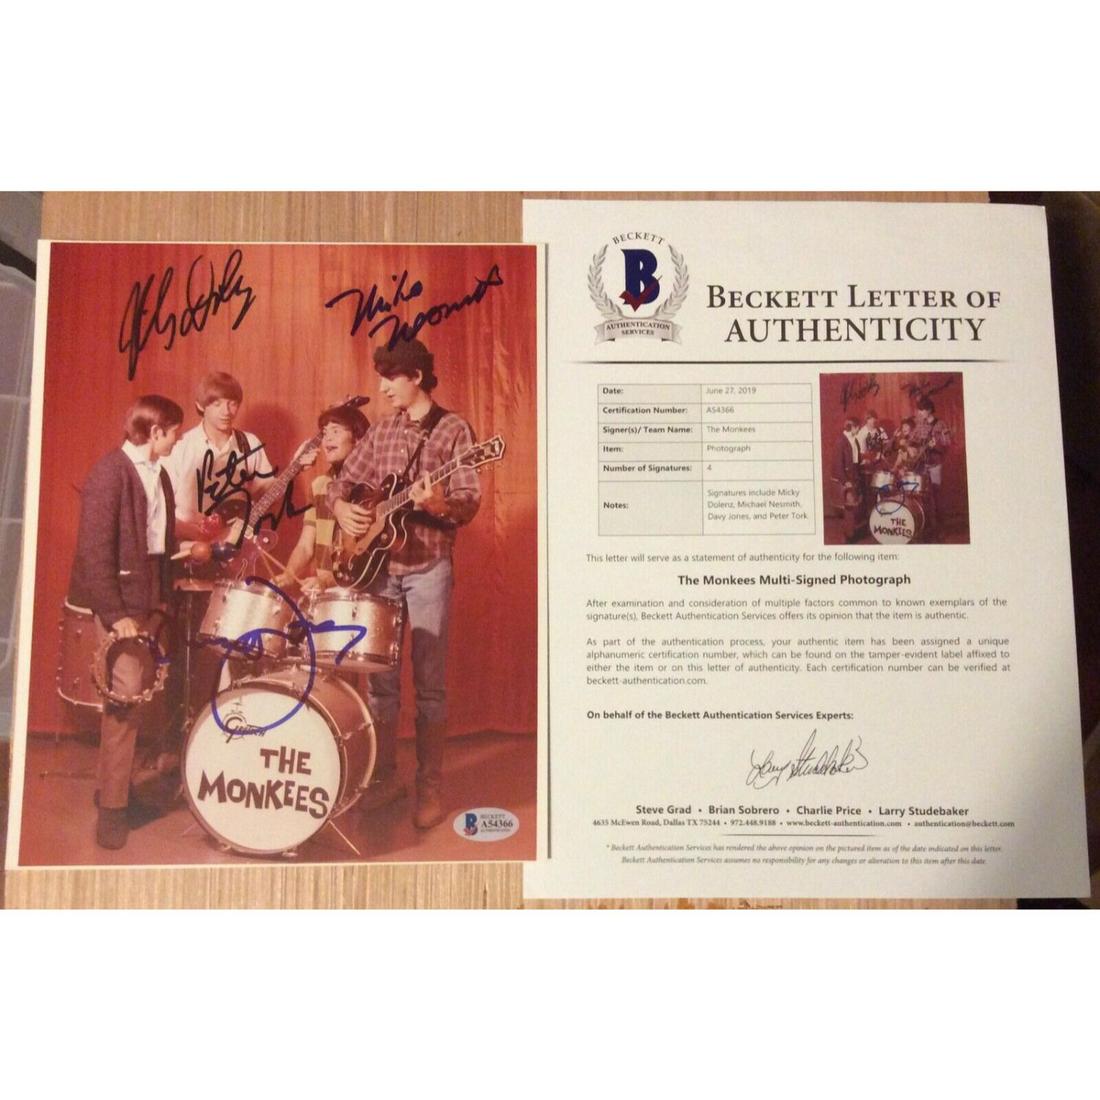 Peter
Tork
GRETSCH
THE
MONKEES
BECKETT
A54366
AUTHENTICATION
BECKETT
B
AUTHENTICATION
SERVICES
BECKETT LETTER OF
AUTHENTICITY
Date: June 27, 2019
Certification Number: A54366
Signer(s)/ Team Name: The Monkees
Item: Photograph
Number of Signatures: 4
Notes: Signatures include Micky
Dolenz, Michael Nesmith,
Davy Jones, and Peter Tork.
THE
MONKEES
This letter will serve as a statement of authenticity for the following item:
The Monkees Multi-Signed Photograph
After examination and consideration of multiple factors common to known exemplars of the
signature(s), Beckett Authentication Services offers its opinion that the item is authentic.
As part of the authentication process, your authentic item has been assigned a unique
alphanumeric certification number, which can be found on the tamper-evident label affixed to
either the item or on this letter of authenticity. Each certification number can be verified at
beckett-authentication.com.
On behalf of the Beckett Authentication Services Experts:
Larry Studebaker
Steve Grad • Brian Sobrero • Charlie Price • Larry Studebaker
4635 McEwen Road, Dallas TX 75244 • 972.448.9188 • www.beckett-authentication.com • authentication@beckett.com
* Beckett Authentication Services has rendered the above opinion on the pictured item as of the date indicated on this letter.
Beckett Authentication Services assumes no responsibility for any changes or alteration to this item after this date.